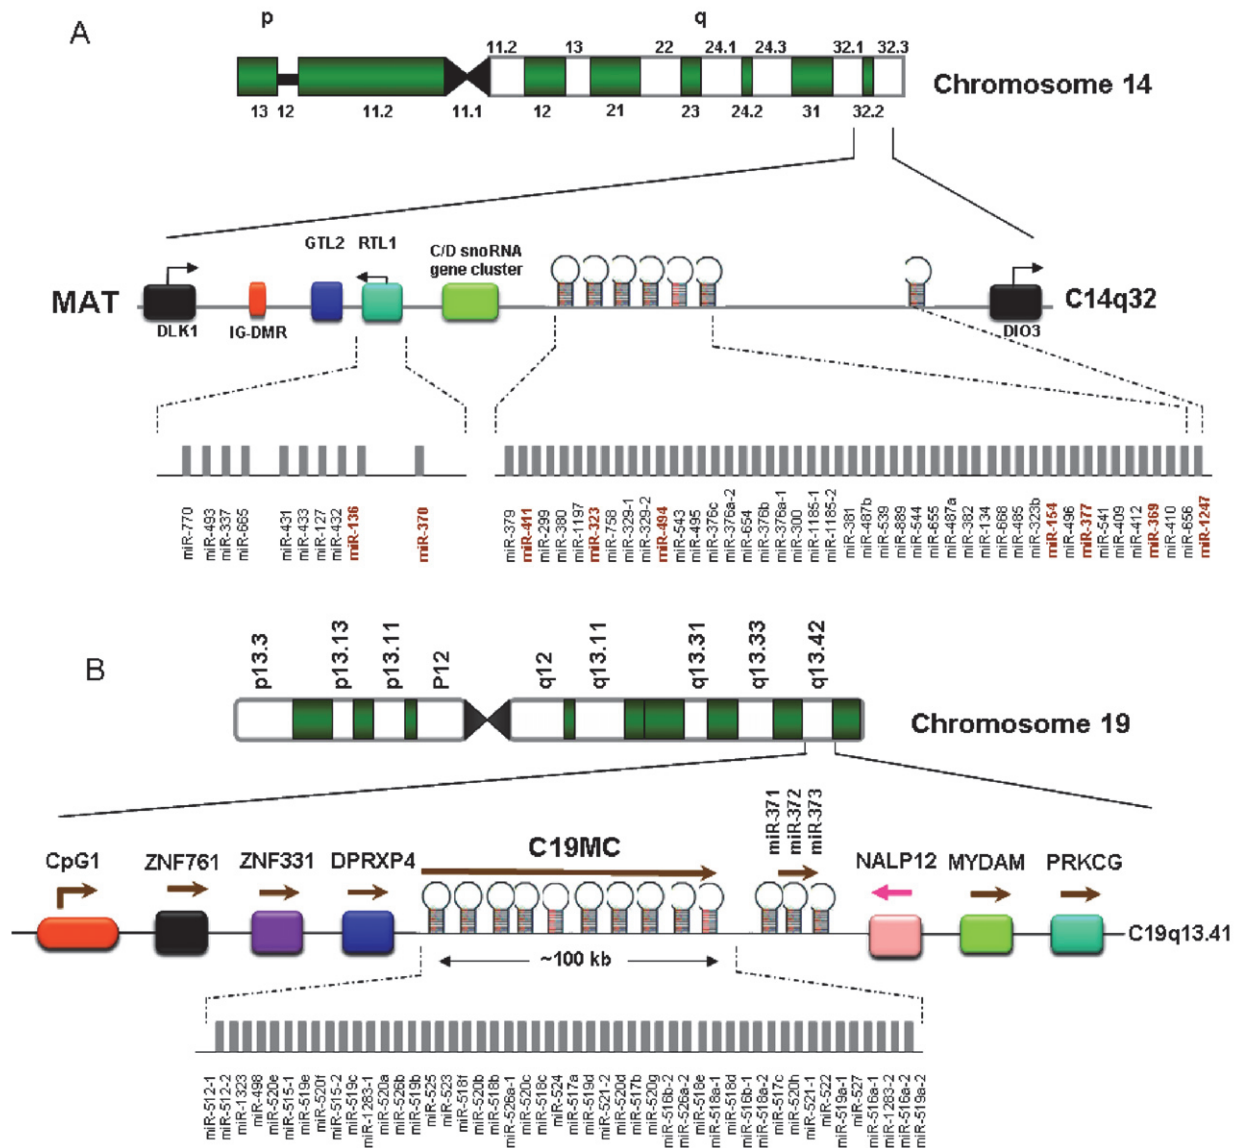 A
p q
11.2 13 22 24.1 24.3 32.1 32.3
Chromosome 14
13 12 11.2 11.1 12 21 23 24.2 31 32.2
GTL2 RTL1 C/D snoRNA
gene cluster
MAT
C14q32
DLK1 IG-DMR DIO3
miR-770
miR-493
miR-337
miR-665
miR-431
miR-433
miR-127
miR-432
miR-136
miR-370
miR-379
miR-411
miR-299
miR-380
miR-1197
miR-323
miR-758
miR-329-1
miR-329-2
miR-494
miR-543
miR-495
miR-376c
miR-376a-2
miR-654
miR-376b
miR-376a-1
miR-300
miR-1185-1
miR-1185-2
miR-381
miR-487b
miR-539
miR-889
miR-544
miR-655
miR-487a
miR-382
miR-134
miR-668
miR-485
miR-323b
miR-154
miR-496
miR-377
miR-541
miR-409
miR-412
miR-369
miR-410
miR-656
miR-1247
B
p13.3
p13.13
p13.11
P12
q12
q13.11
q13.31
q13.33
q13.42
Chromosome 19
miR-371
miR-372
miR-373
CpG1 ZNF761 ZNF331 DPRXP4 C19MC NALP12 MYDAM PRKCG
C19q13.41
~100 kb
miR-512-1
miR-512-2
miR-1323
miR-498
miR-520e
miR-515-1
miR-519e
miR-520f
miR-515-2
miR-519c
miR-1283-1
miR-520a
miR-526b
miR-519b
miR-525
miR-523
miR-518f
miR-520b
miR-518b
miR-526a-1
miR-520c
miR-518c
miR-524
miR-517a
miR-519d
miR-521-2
miR-520d
miR-517b
miR-520g
miR-516b-2
miR-526a-2
miR-518e
miR-518a-1
miR-518d
miR-516b-1
miR-518a-2
miR-517c
miR-520h
miR-521-1
miR-522
miR-519a-1
miR-527
miR-516a-1
miR-1283-2
miR-516a-2
miR-519a-2